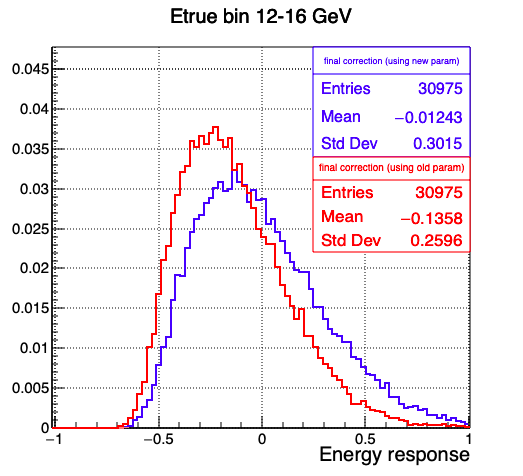 Etrue bin 12-16 GeV
final correction (using new param)
Entries 30975
Mean −0.01243
Std Dev 0.3015
final correction (using old param)
Entries 30975
Mean −0.1358
Std Dev 0.2596
0.045
0.04
0.035
0.03
0.025
0.02
0.015
0.01
0.005
0
−1 −0.5 0 0.5 1
Energy response